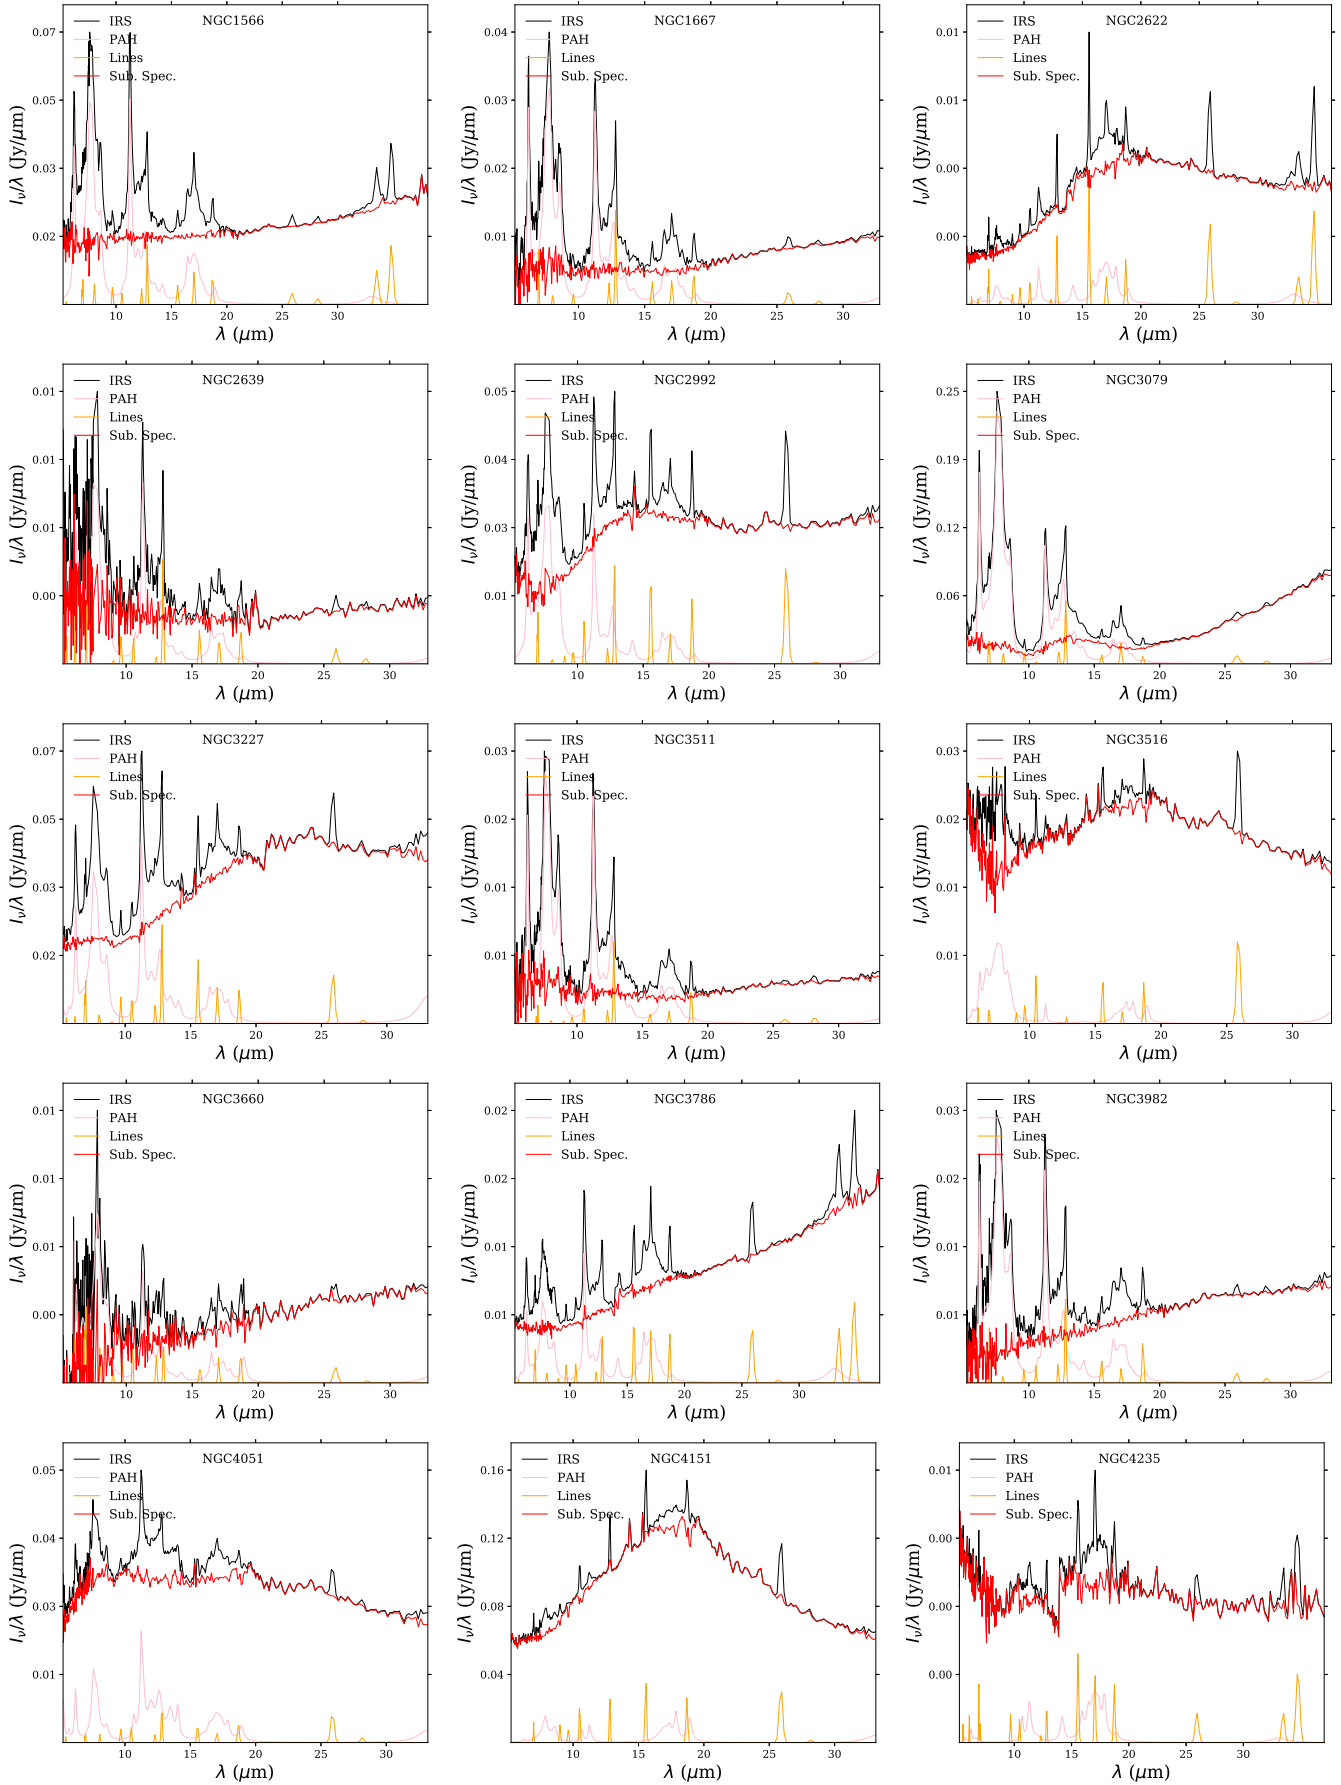 NGC1566
IRS
PAH
Lines
Sub. Spec.
0.07
0.05
0.03
0.02
10 15 20 25 30
Iν/λ (Jy/μm)
λ (μm)
NGC1667
IRS
PAH
Lines
Sub. Spec.
0.04
0.03
0.02
0.01
10 15 20 25 30
Iν/λ (Jy/μm)
λ (μm)
NGC2622
IRS
PAH
Lines
Sub. Spec.
0.01
0.01
0.00
0.00
10 15 20 25 30
Iν/λ (Jy/μm)
λ (μm)
NGC2639
IRS
PAH
Lines
Sub. Spec.
0.01
0.01
0.01
0.00
10 15 20 25 30
Iν/λ (Jy/μm)
λ (μm)
NGC2992
IRS
PAH
Lines
Sub. Spec.
0.05
0.04
0.03
0.01
10 15 20 25 30
Iν/λ (Jy/μm)
λ (μm)
NGC3079
IRS
PAH
Lines
Sub. Spec.
0.25
0.19
0.12
0.06
10 15 20 25 30
Iν/λ (Jy/μm)
λ (μm)
NGC3227
IRS
PAH
Lines
Sub. Spec.
0.07
0.05
0.03
0.02
10 15 20 25 30
Iν/λ (Jy/μm)
λ (μm)
NGC3511
IRS
PAH
Lines
Sub. Spec.
0.03
0.02
0.01
0.01
10 15 20 25 30
Iν/λ (Jy/μm)
λ (μm)
NGC3516
IRS
PAH
Lines
Sub. Spec.
0.03
0.02
0.01
0.01
10 15 20 25 30
Iν/λ (Jy/μm)
λ (μm)
NGC3660
IRS
PAH
Lines
Sub. Spec.
0.01
0.01
0.01
0.00
10 15 20 25 30
Iν/λ (Jy/μm)
λ (μm)
NGC3786
IRS
PAH
Lines
Sub. Spec.
0.02
0.02
0.01
0.01
10 15 20 25 30
Iν/λ (Jy/μm)
λ (μm)
NGC3982
IRS
PAH
Lines
Sub. Spec.
0.03
0.02
0.01
0.01
10 15 20 25 30
Iν/λ (Jy/μm)
λ (μm)
NGC4051
IRS
PAH
Lines
Sub. Spec.
0.05
0.04
0.03
0.01
10 15 20 25 30
Iν/λ (Jy/μm)
λ (μm)
NGC4151
IRS
PAH
Lines
Sub. Spec.
0.16
0.12
0.08
0.04
10 15 20 25 30
Iν/λ (Jy/μm)
λ (μm)
NGC4235
IRS
PAH
Lines
Sub. Spec.
0.01
0.00
0.00
0.00
10 15 20 25 30
Iν/λ (Jy/μm)
λ (μm)